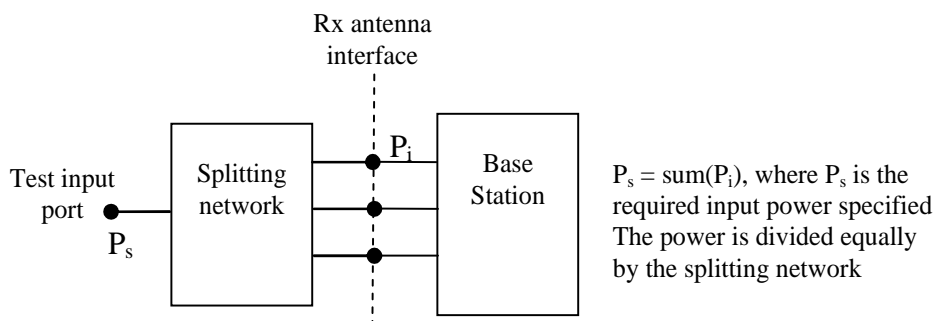 Rx antenna
interface
Test input
port
P_s
Splitting
network
P_i
Base
Station
P_s = sum(P_i), where P_s is the
required input power specified
The power is divided equally
by the splitting network